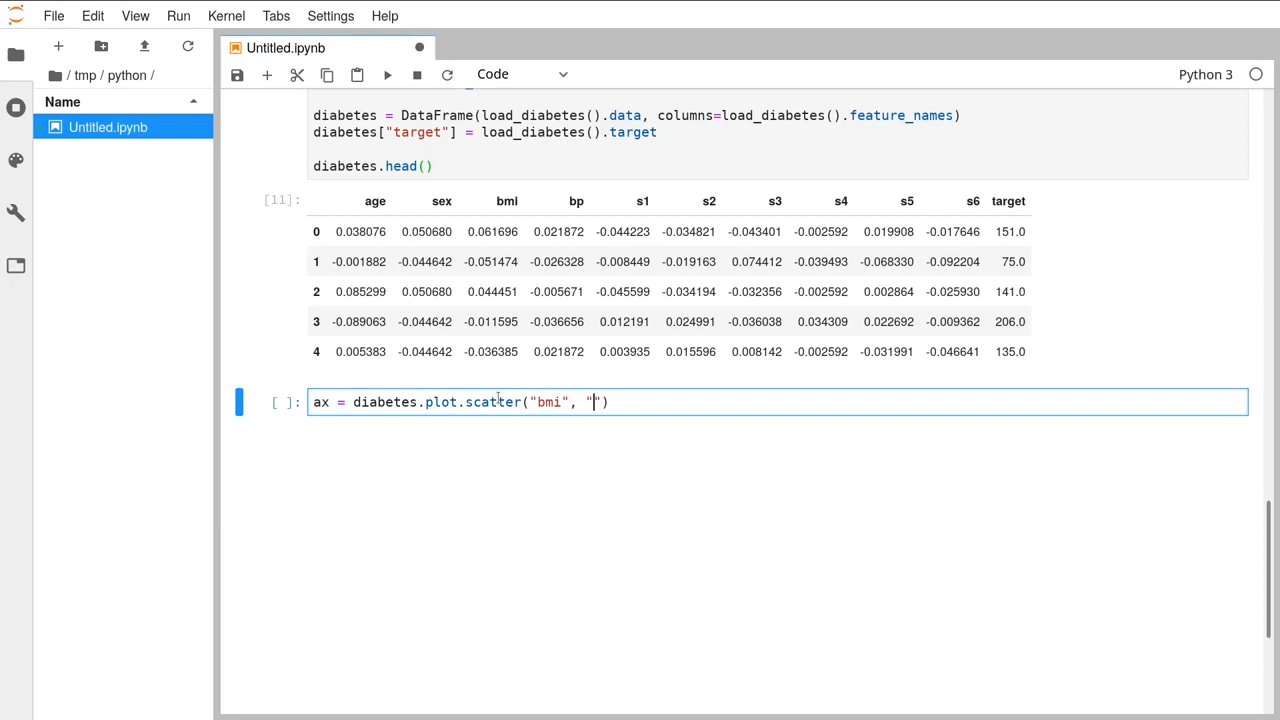 File Edit View Run Kernel Tabs Settings Help
Untitled.ipynb
/ tmp / python /
Code
Python 3
Name
Untitled.ipynb
diabetes = DataFrame(load_diabetes().data, columns=load_diabetes().feature_names)
diabetes["target"] = load_diabetes().target
diabetes.head()
[11]:
age sex bmi bp s1 s2 s3 s4 s5 s6 target
0 0.038076 0.050680 0.061696 0.021872 -0.044223 -0.034821 -0.043401 -0.002592 0.019908 -0.017646 151.0
1 -0.001882 -0.044642 -0.051474 -0.026328 -0.008449 -0.019163 0.074412 -0.039493 -0.068330 -0.092204 75.0
2 0.085299 0.050680 0.044451 -0.005671 -0.045599 -0.034194 -0.032356 -0.002592 0.002864 -0.025930 141.0
3 -0.089063 -0.044642 -0.011595 -0.036656 0.012191 0.024991 -0.036038 0.034309 0.022692 -0.009362 206.0
4 0.005383 -0.044642 -0.036385 0.021872 0.003935 0.015596 0.008142 -0.002592 -0.031991 -0.046641 135.0
[ ]: ax = diabetes.plot.scatter("bmi", "")